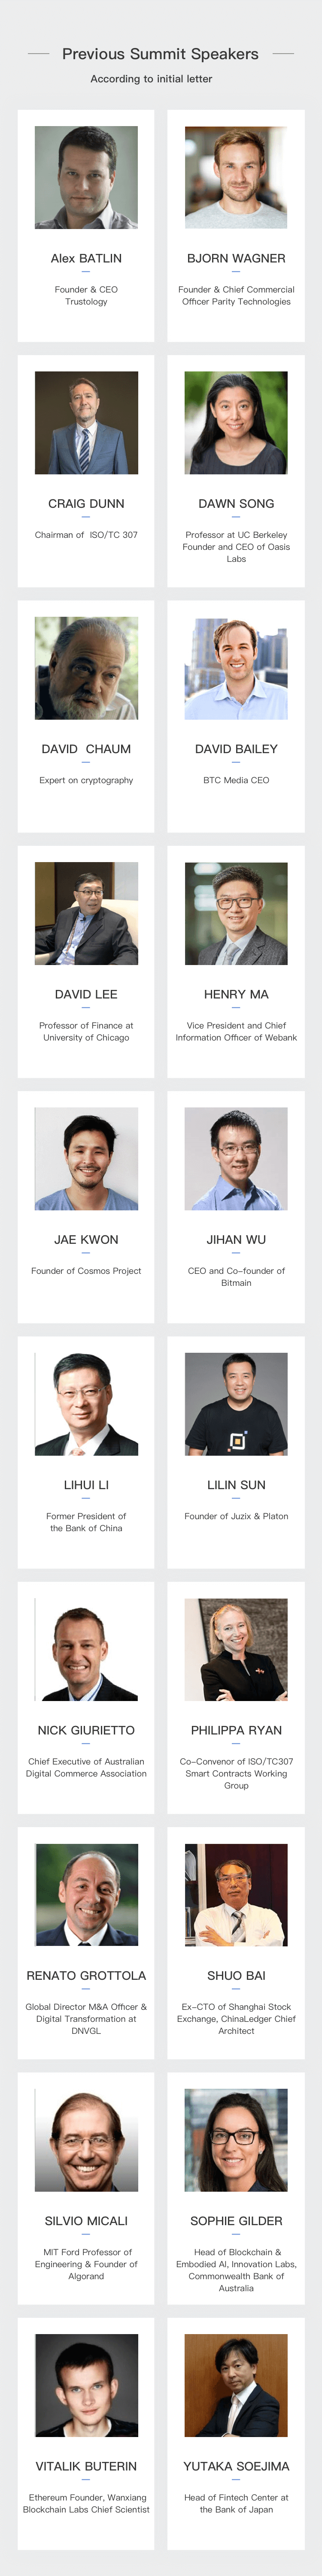 Previous Summit Speakers
According to initial letter
Alex BATLIN
Founder & CEO
Trustology
BJORN WAGNER
Founder & Chief Commercial
Officer Parity Technologies
CRAIG DUNN
Chairman of ISO/TC 307
DAWN SONG
Professor at UC Berkeley
Founder and CEO of Oasis
Labs
DAVID CHAUM
Expert on cryptography
DAVID BAILEY
BTC Media CEO
DAVID LEE
Professor of Finance at
University of Chicago
HENRY MA
Vice President and Chief
Information Officer of Webank
JAE KWON
Founder of Cosmos Project
JIHAN WU
CEO and Co-founder of
Bitmain
LIHUI LI
Former President of
the Bank of China
LILIN SUN
Founder of Juzix & Platon
NICK GIURIETTO
Chief Executive of Australian
Digital Commerce Association
PHILIPPA RYAN
Co-Convenor of ISO/TC307
Smart Contracts Working
Group
RENATO GROTTOLA
Global Director M&A Officer &
Digital Transformation at
DNVGL
SHUO BAI
Ex-CTO of Shanghai Stock
Exchange, ChinaLedger Chief
Architect
SILVIO MICALI
MIT Ford Professor of
Engineering & Founder of
Algorand
SOPHIE GILDER
Head of Blockchain &
Embodied AI, Innovation Labs,
Commonwealth Bank of
Australia
VITALIK BUTERIN
Ethereum Founder, Wanxiang
Blockchain Labs Chief Scientist
YUTAKA SOEJIMA
Head of Fintech Center at
the Bank of Japan